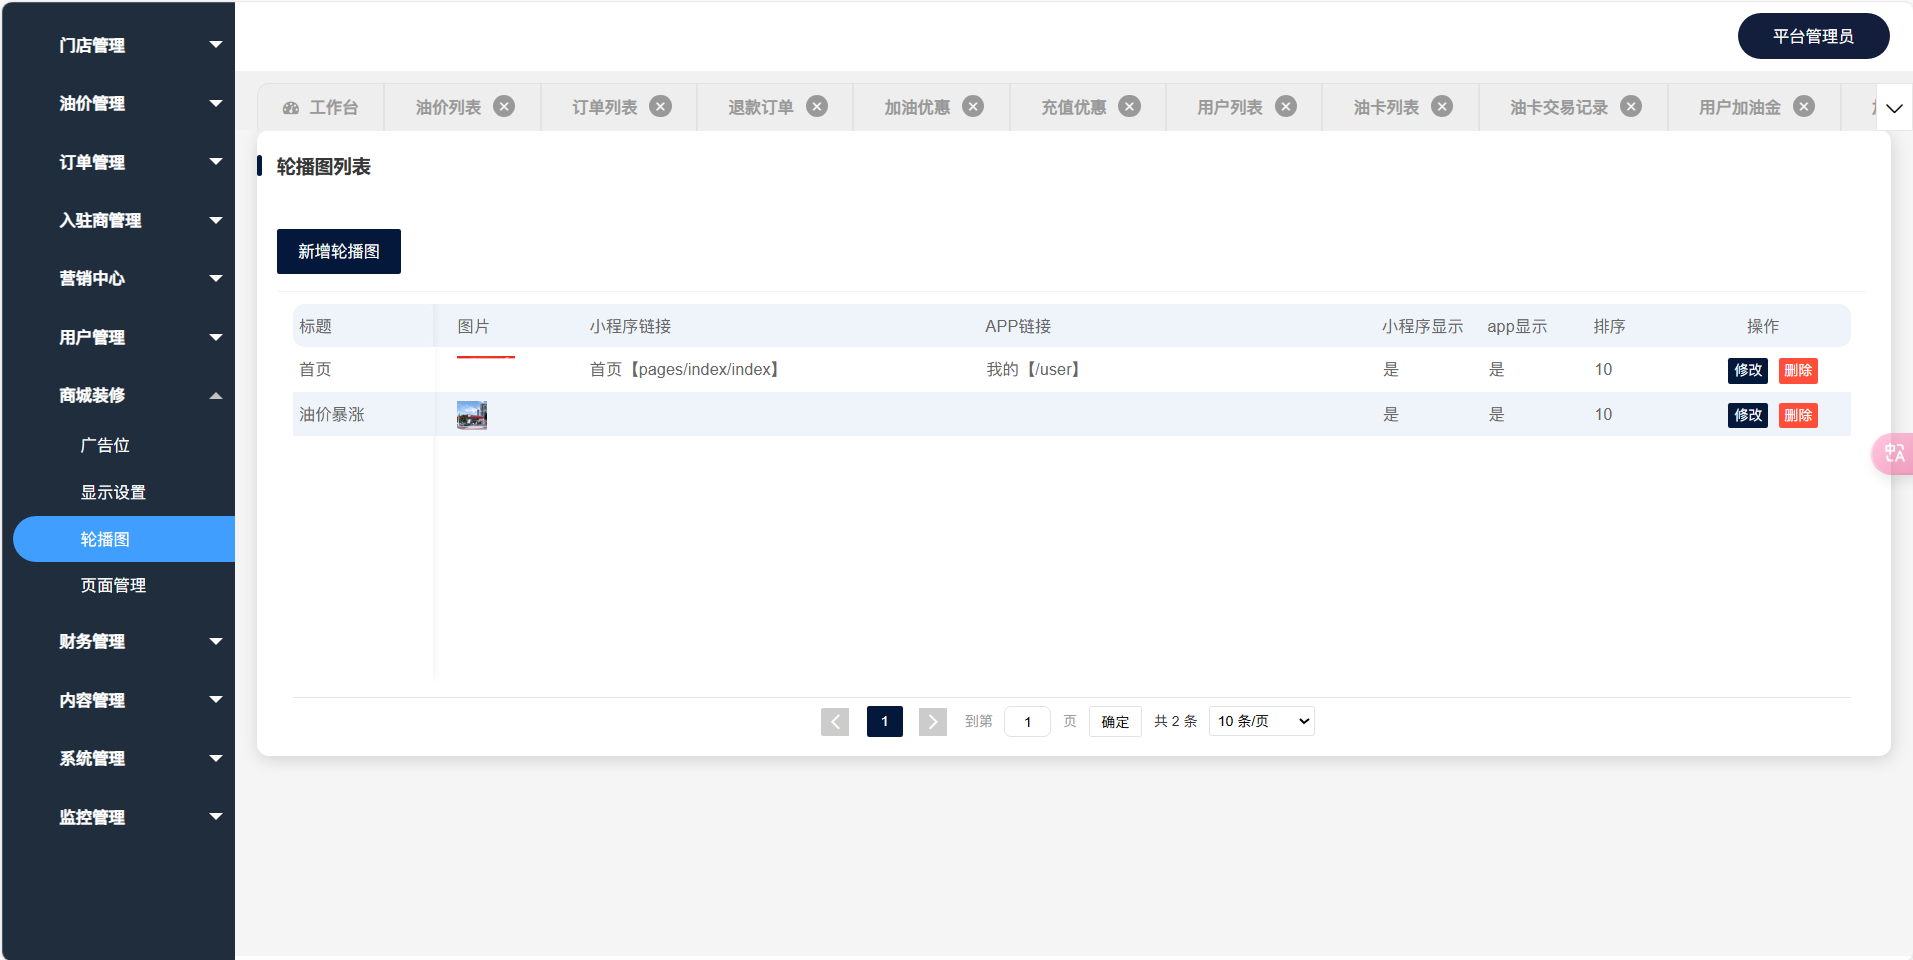 平台管理员
门店管理
油价管理
订单管理
入驻商管理
营销中心
用户管理
商城装修
广告位
显示设置
轮播图
页面管理
财务管理
内容管理
系统管理
监控管理
工作台 油价列表 订单列表 退款订单 加油优惠 充值优惠 用户列表 油卡列表 油卡交易记录 用户加油金
轮播图列表
新增轮播图
标题 图片 小程序链接 APP链接 小程序显示 app显示 排序 操作
首页 首页【pages/index/index】 我的【/user】 是 是 10 修改 删除
油价暴涨 是 是 10 修改 删除
1 到第 1 页 确定 共 2 条 10 条/页
中A